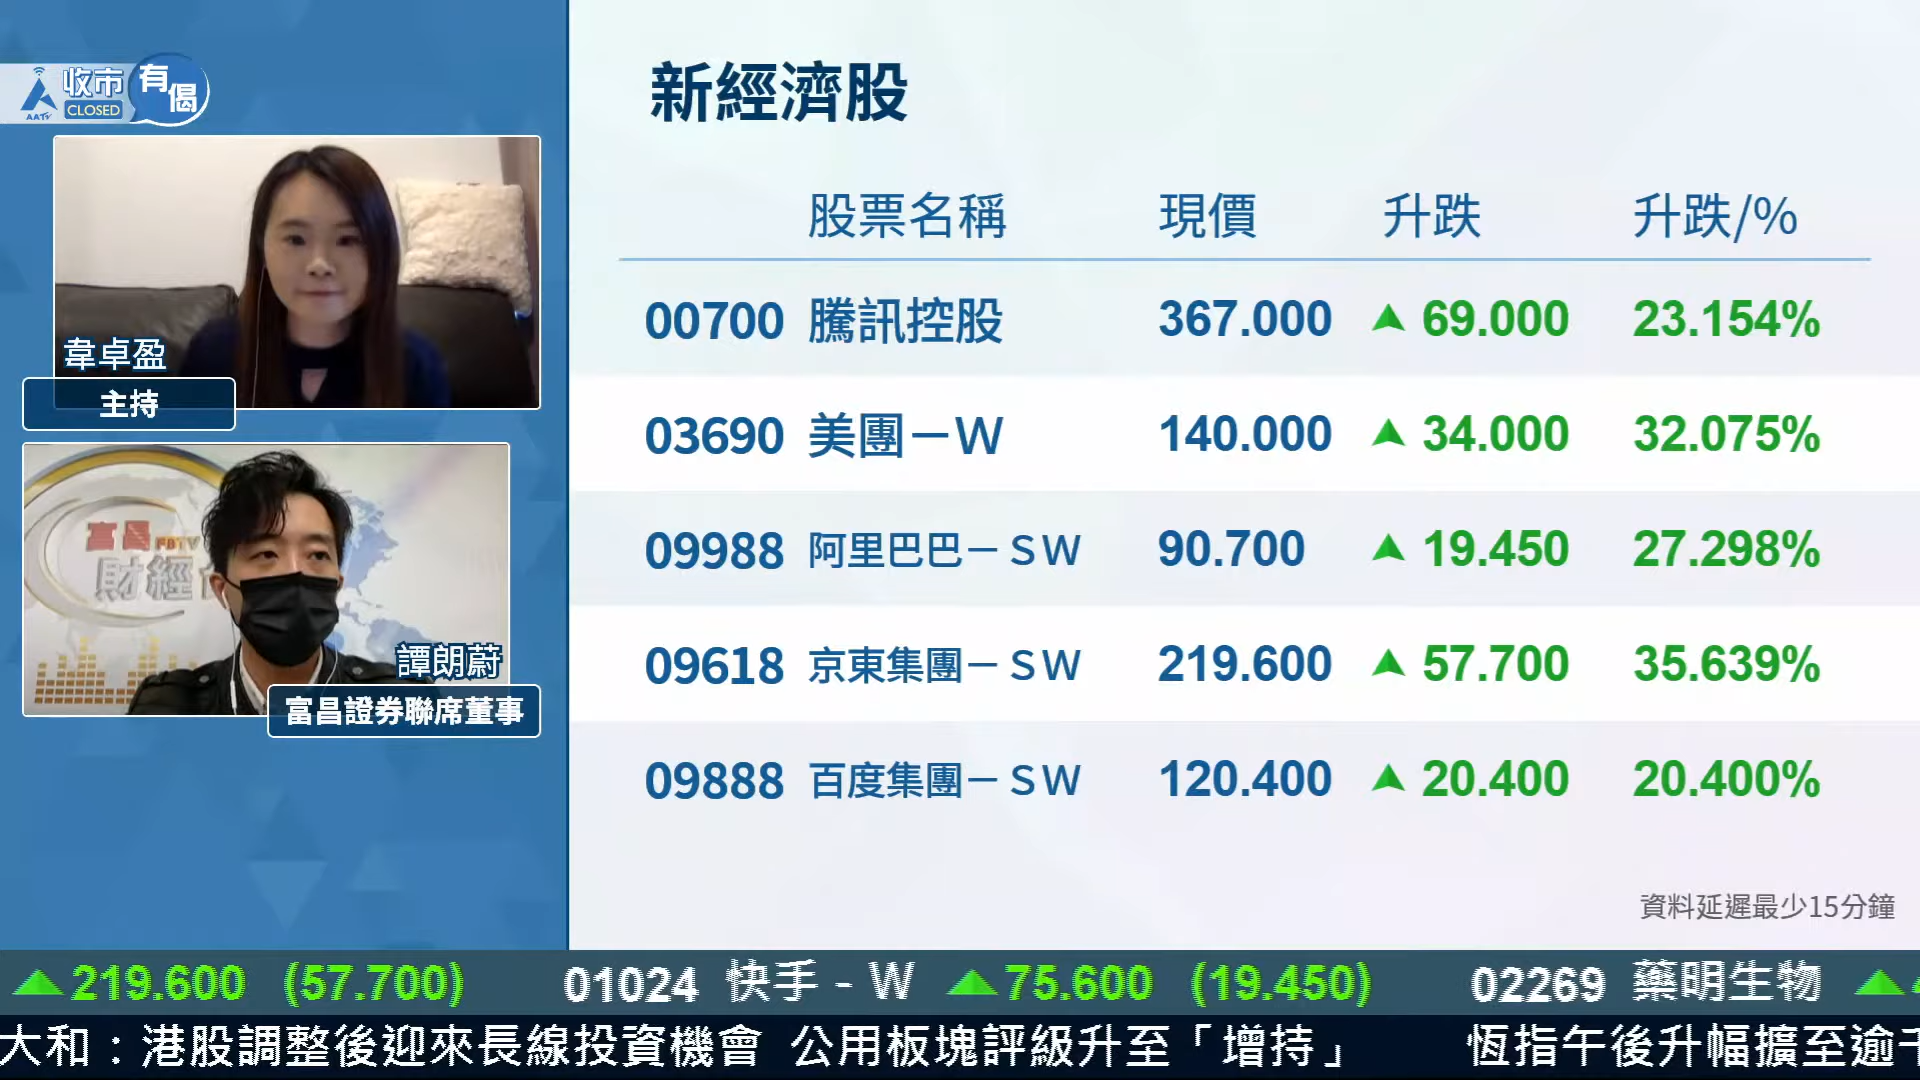 收市
有偈
CLOSED
AATV
韋卓盈
主持
富昌 FBTV
財經
譚朗蔚
富昌證券聯席董事
新經濟股
股票名稱 現價 升跌 升跌/%
00700 騰訊控股 367.000 ▲ 69.000 23.154%
03690 美團－W 140.000 ▲ 34.000 32.075%
09988 阿里巴巴－ＳＷ 90.700 ▲ 19.450 27.298%
09618 京東集團－ＳＷ 219.600 ▲ 57.700 35.639%
09888 百度集團－ＳＷ 120.400 ▲ 20.400 20.400%
資料延遲最少15分鐘
▲219.600 (57.700) 01024 快手 - W ▲75.600 (19.450) 02269 藥明生物 ▲
大和：港股調整後迎來長線投資機會 公用板塊評級升至「增持」 恆指午後升幅擴至逾千